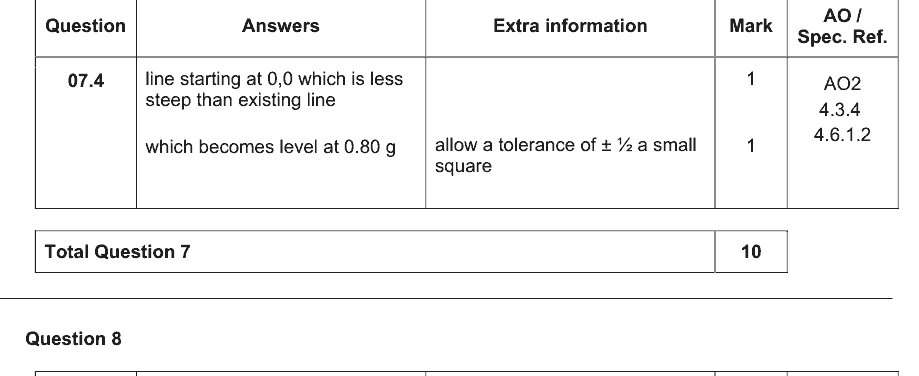 Question Answers Extra information Mark AO /
Spec. Ref.
07.4 line starting at 0,0 which is less
steep than existing line
1 AO2
4.3.4
4.6.1.2
which becomes level at 0.80 g allow a tolerance of ± ½ a small
square
1
Total Question 7 10
Question 8